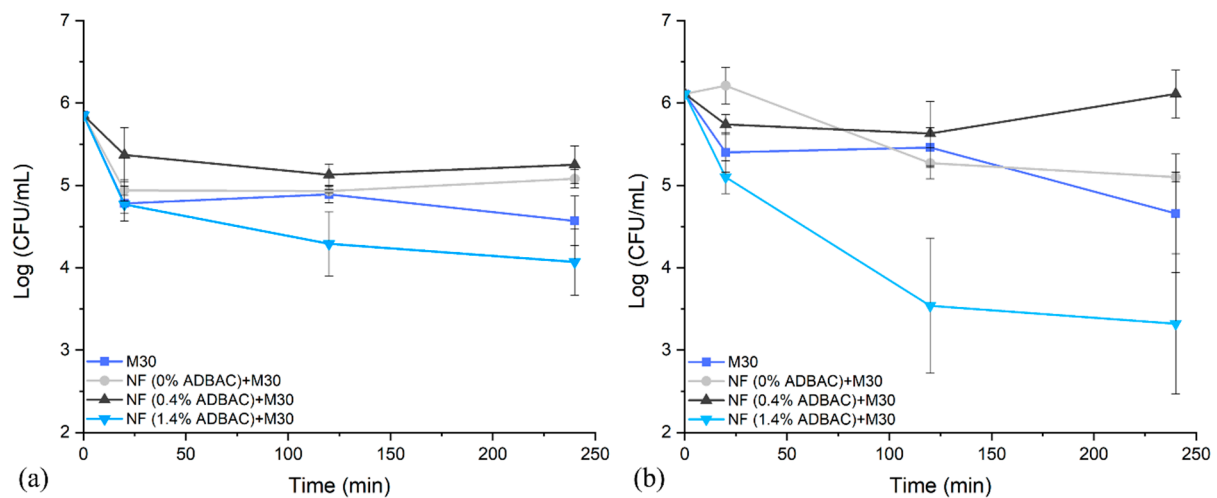 7
6
5
4
3
2
Log (CFU/mL)
M30
NF (0% ADBAC)+M30
NF (0.4% ADBAC)+M30
NF (1.4% ADBAC)+M30
0
50
100
150
200
250
Time (min)
(a)
7
6
5
4
3
2
Log (CFU/mL)
M30
NF (0% ADBAC)+M30
NF (0.4% ADBAC)+M30
NF (1.4% ADBAC)+M30
0
50
100
150
200
250
Time (min)
(b)